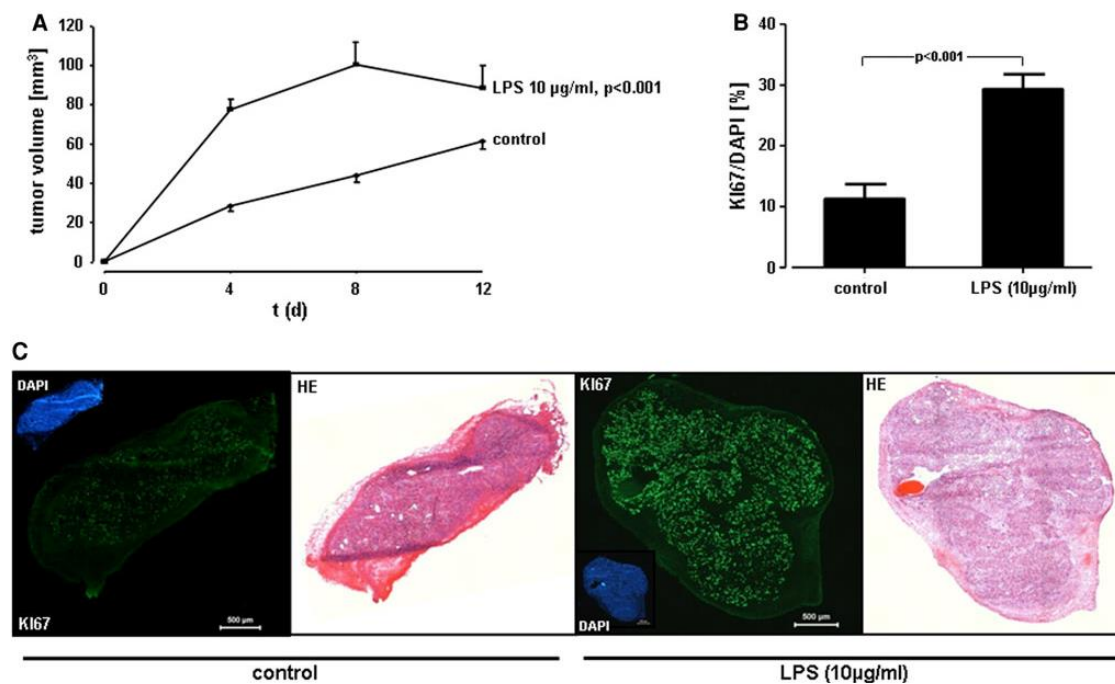 A
tumor volume [mm³]
120
100
80
60
40
20
0
0 4 8 12
t (d)
LPS 10 µg/ml, p<0.001
control
B
KI67/DAPI [%]
40
30
20
10
0
p<0.001
control LPS (10µg/ml)
C
DAPI
KI67
500 µm
HE
KI67
DAPI
500 µm
HE
control
LPS (10µg/ml)